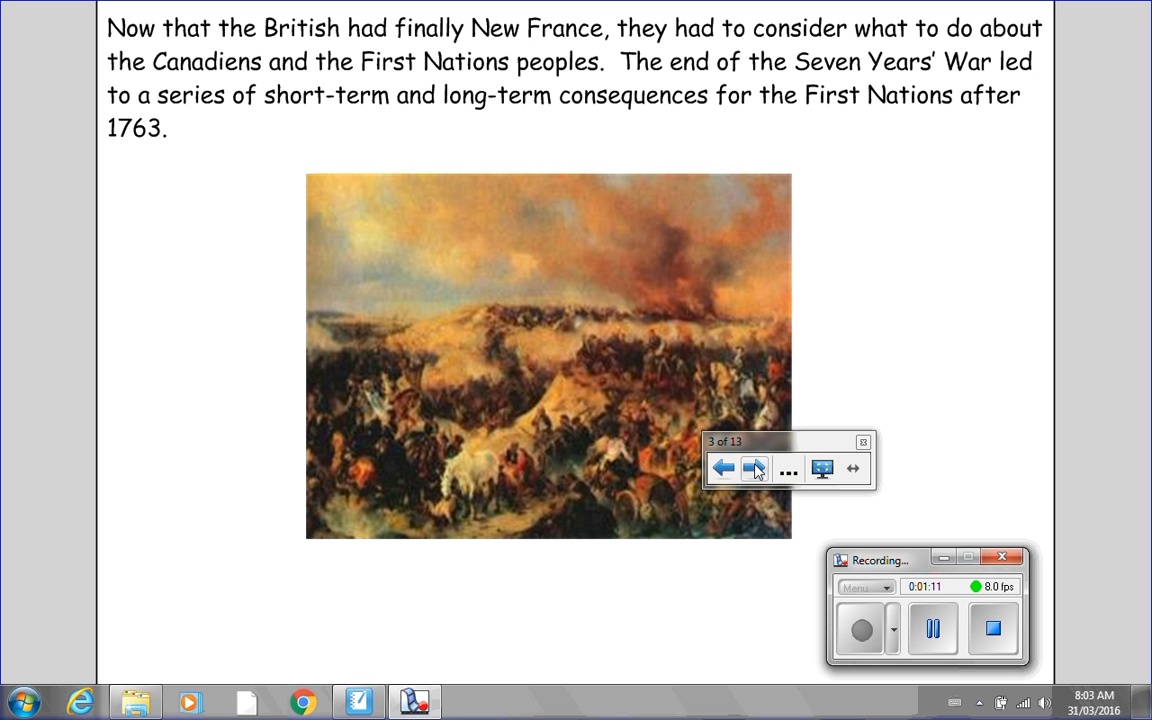 Now that the British had finally New France, they had to consider what to do about
the Canadiens and the First Nations peoples.  The end of the Seven Years' War led
to a series of short-term and long-term consequences for the First Nations after
1763.
3 of 13
...
Recording...
Menu
0:01:11
8.0 fps
8:03 AM
31/03/2016